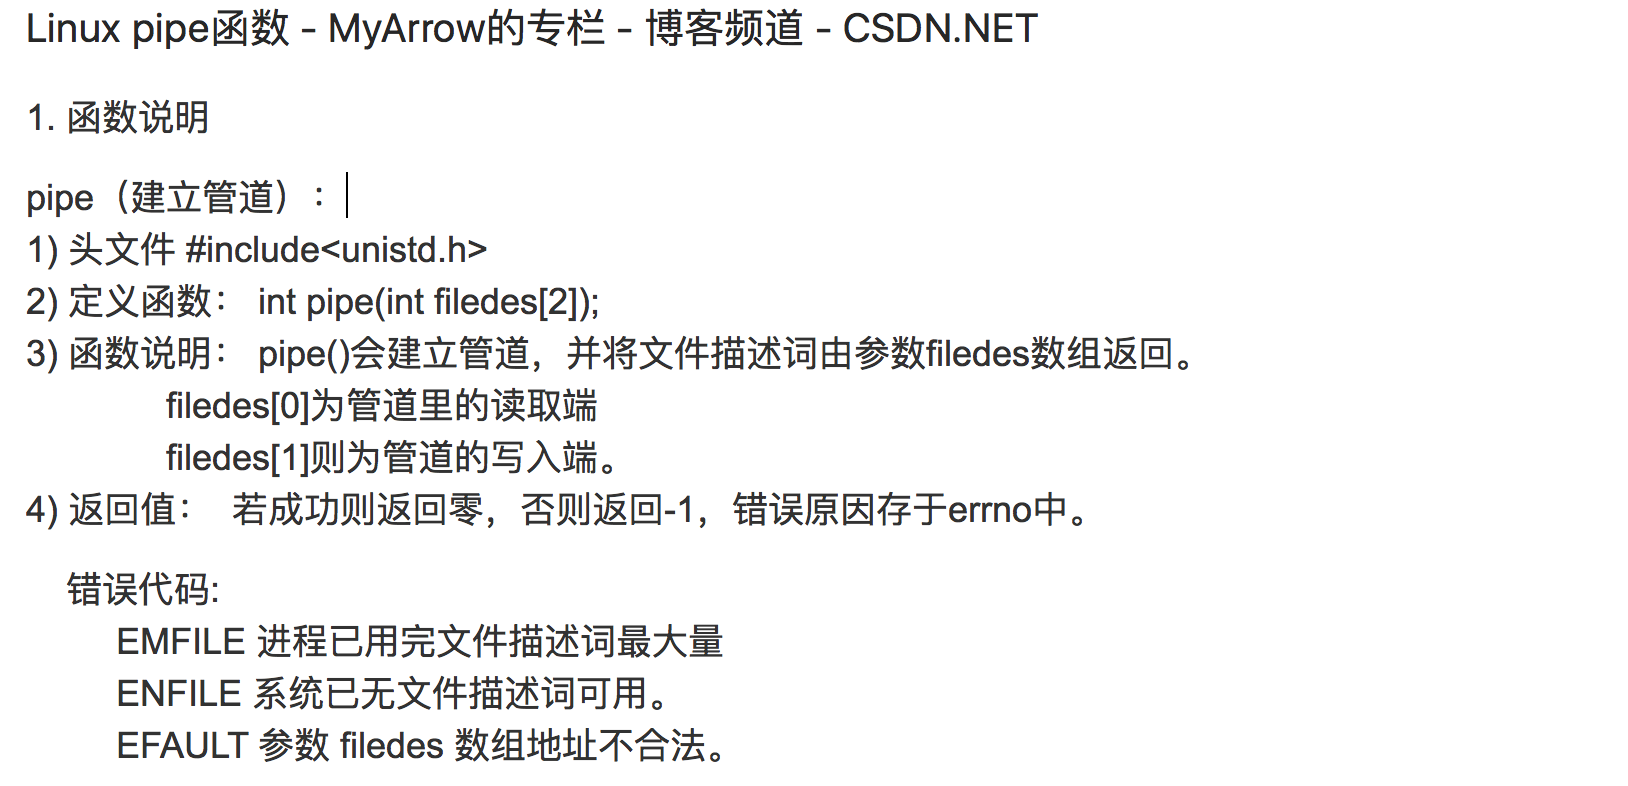 Linux pipe函数 - MyArrow的专栏 - 博客频道 - CSDN.NET
1. 函数说明
pipe（建立管道）：
1) 头文件 #include<unistd.h>
2) 定义函数： int pipe(int filedes[2]);
3) 函数说明： pipe()会建立管道，并将文件描述词由参数filedes数组返回。
filedes[0]为管道里的读取端
filedes[1]则为管道的写入端。
4) 返回值： 若成功则返回零，否则返回-1，错误原因存于errno中。
错误代码:
EMFILE 进程已用完文件描述词最大量
ENFILE 系统已无文件描述词可用。
EFAULT 参数 filedes 数组地址不合法。